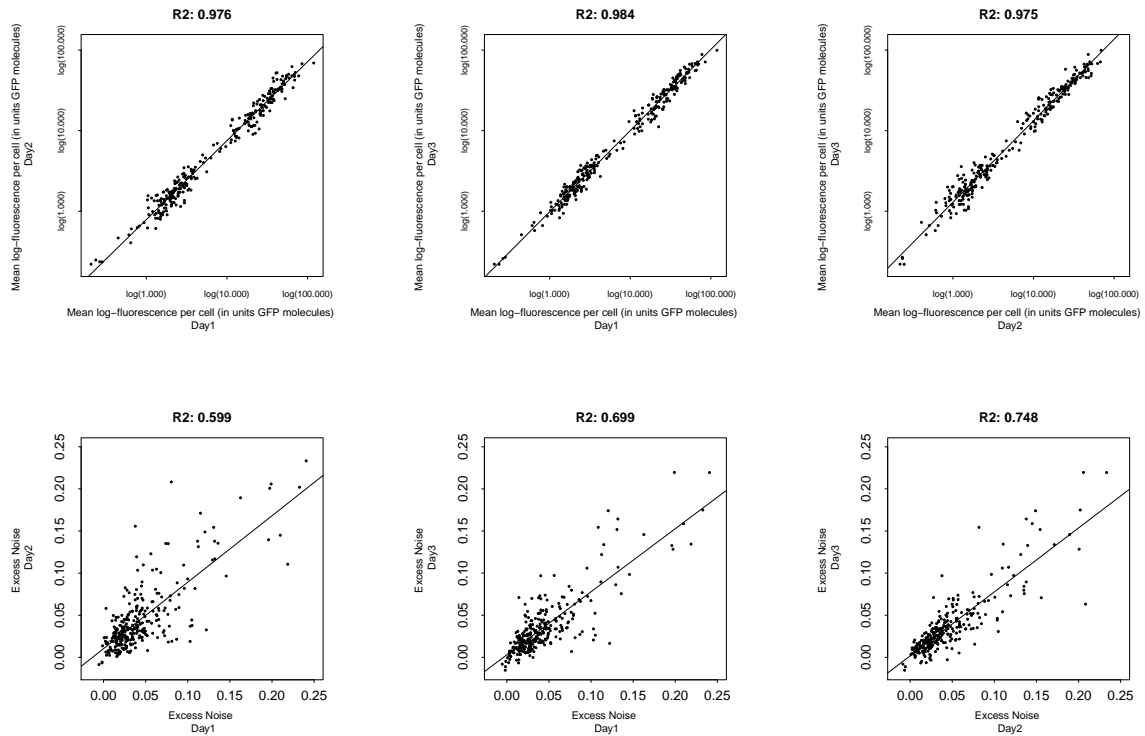 R2: 0.976
Mean log−fluorescence per cell (in units GFP molecules)
Day2
log(1.000)
log(10.000)
log(100.000)
log(1.000)
log(10.000)
log(100.000)
Mean log−fluorescence per cell (in units GFP molecules)
Day1
R2: 0.984
Mean log−fluorescence per cell (in units GFP molecules)
Day3
log(1.000)
log(10.000)
log(100.000)
log(1.000)
log(10.000)
log(100.000)
Mean log−fluorescence per cell (in units GFP molecules)
Day1
R2: 0.975
Mean log−fluorescence per cell (in units GFP molecules)
Day3
log(1.000)
log(10.000)
log(100.000)
log(1.000)
log(10.000)
log(100.000)
Mean log−fluorescence per cell (in units GFP molecules)
Day2
R2: 0.599
Excess Noise
Day2
0.00
0.05
0.10
0.15
0.20
0.25
0.00
0.05
0.10
0.15
0.20
0.25
Excess Noise
Day1
R2: 0.699
Excess Noise
Day3
0.00
0.05
0.10
0.15
0.20
0.25
0.00
0.05
0.10
0.15
0.20
0.25
Excess Noise
Day1
R2: 0.748
Excess Noise
Day3
0.00
0.05
0.10
0.15
0.20
0.25
0.00
0.05
0.10
0.15
0.20
0.25
Excess Noise
Day2